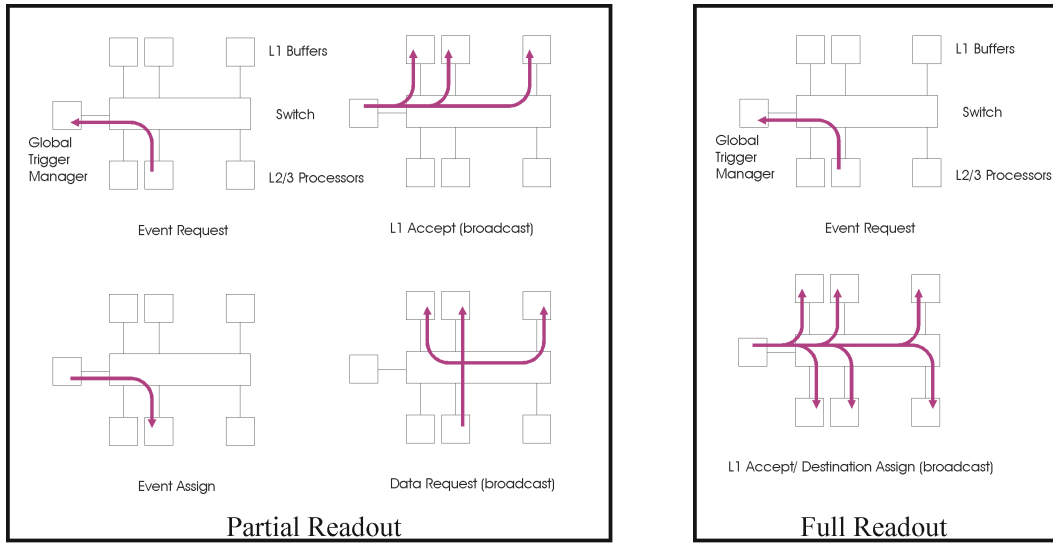 L1 Buffers
Switch
Global
Trigger
Manager
L2/3 Processors
Event Request
L1 Accept (broadcast)
Event Assign
Data Request (broadcast)
Partial Readout
L1 Buffers
Switch
Global
Trigger
Manager
L2/3 Processors
Event Request
L1 Accept/ Destination Assign (broadcast)
Full Readout